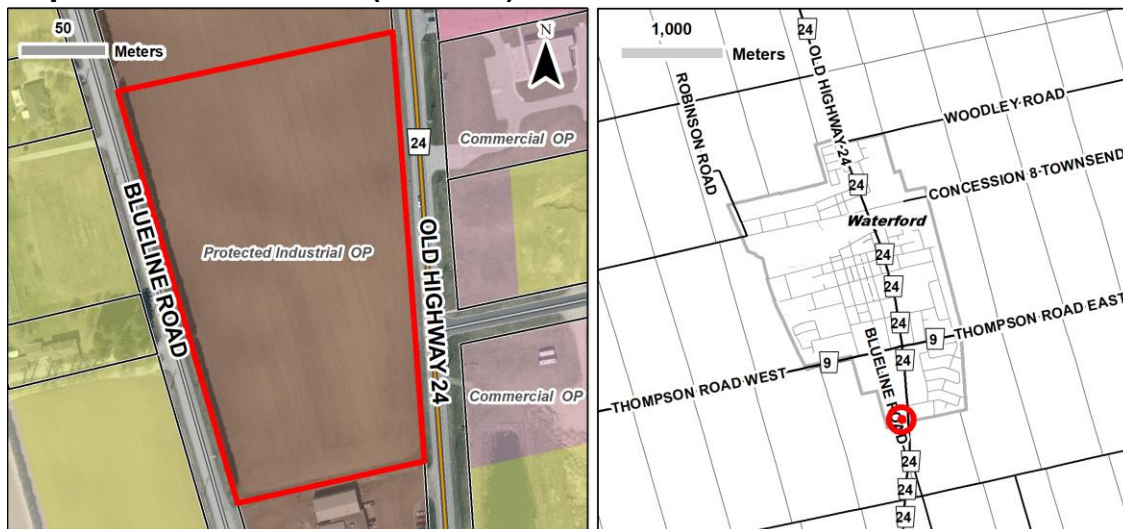 50
Meters
N
24
Commercial OP
BLUELINE ROAD
Protected Industrial OP
OLD HIGHWAY 24
Commercial OP
1,000
Meters
24
ROBINSON ROAD
OLD HIGHWAY 24
WOODLEY ROAD
24
CONCESSION 8 TOWNSEND
Waterford
24
24
24
9
THOMPSON ROAD EAST
24
9
THOMPSON ROAD WEST
BLUELINE ROAD
24
24
24